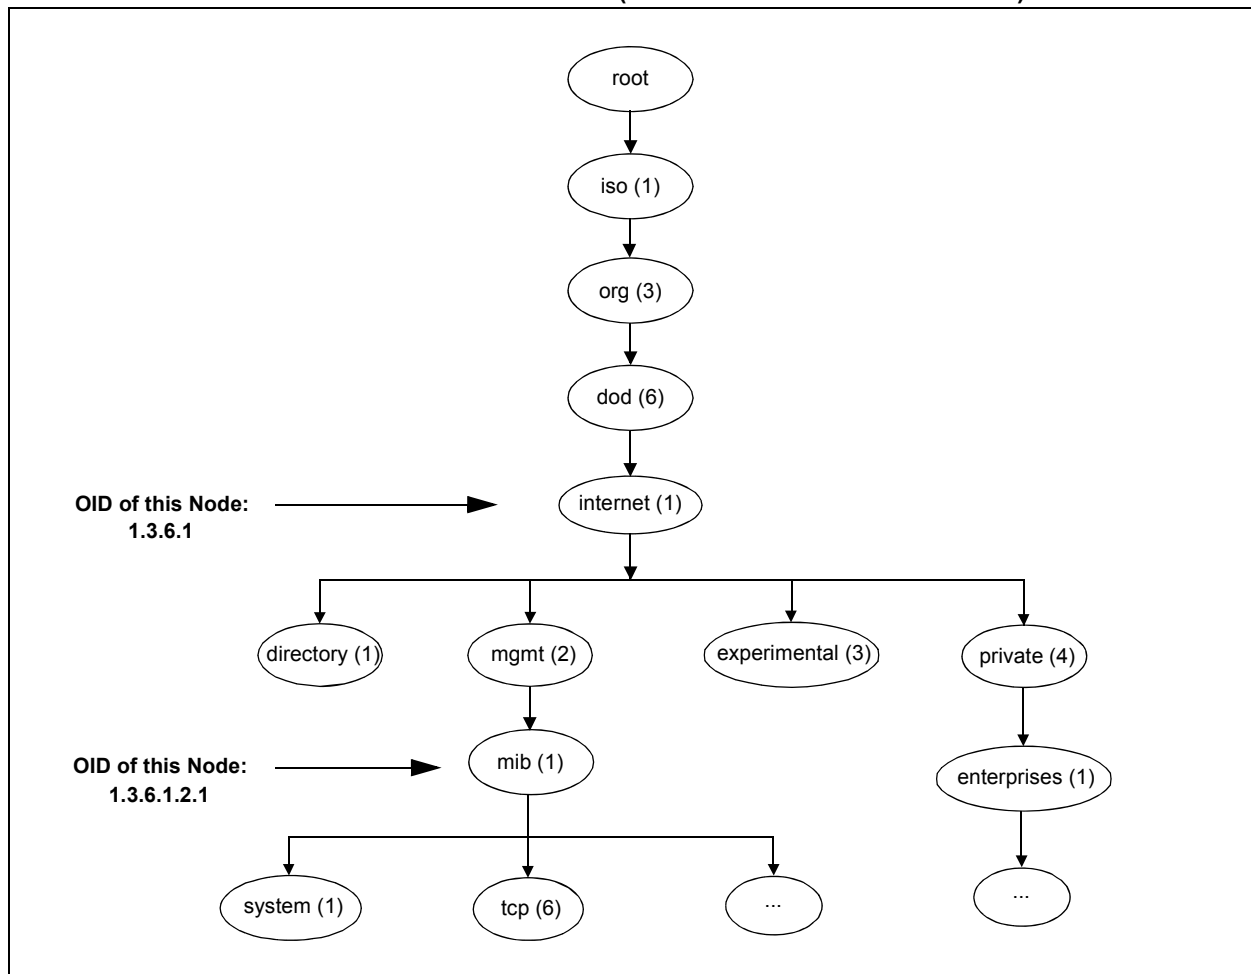 root
iso (1)
org (3)
dod (6)
OID of this Node:
1.3.6.1
internet (1)
directory (1)
mgmt (2)
experimental (3)
private (4)
OID of this Node:
1.3.6.1.2.1
mib (1)
enterprises (1)
system (1)
tcp (6)
...
...